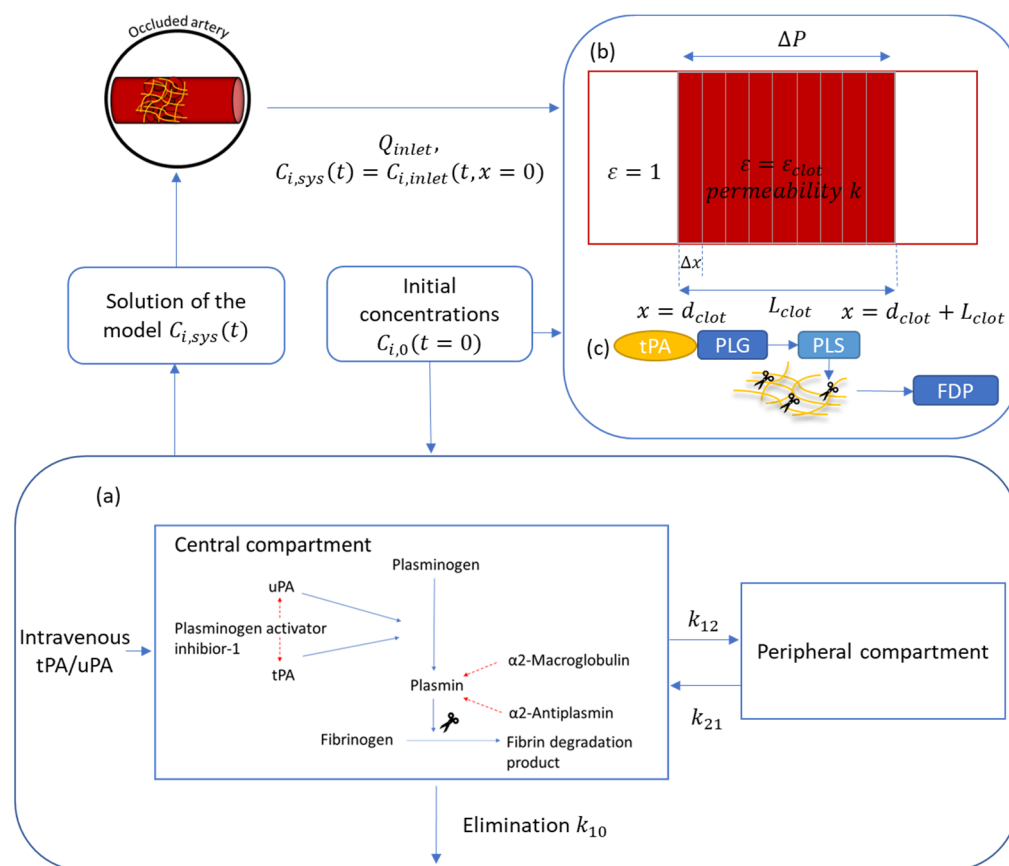 Occluded artery
Q_inlet,
C_i,sys(t) = C_i,inlet(t, x = 0)
(b)
ΔP
ε = 1
ε = ε_clot
permeability k
Δx
L_clot
x = d_clot
x = d_clot + L_clot
(c)
tPA
PLG
PLS
FDP
Solution of the
model C_i,sys(t)
Initial
concentrations
C_i,0(t = 0)
(a)
Central compartment
Plasminogen
uPA
Plasminogen activator
inhibior-1
tPA
α2-Macroglobulin
Plasmin
α2-Antiplasmin
Fibrinogen
Fibrin degradation
product
Intravenous
tPA/uPA
k_12
k_21
Peripheral compartment
Elimination k_10